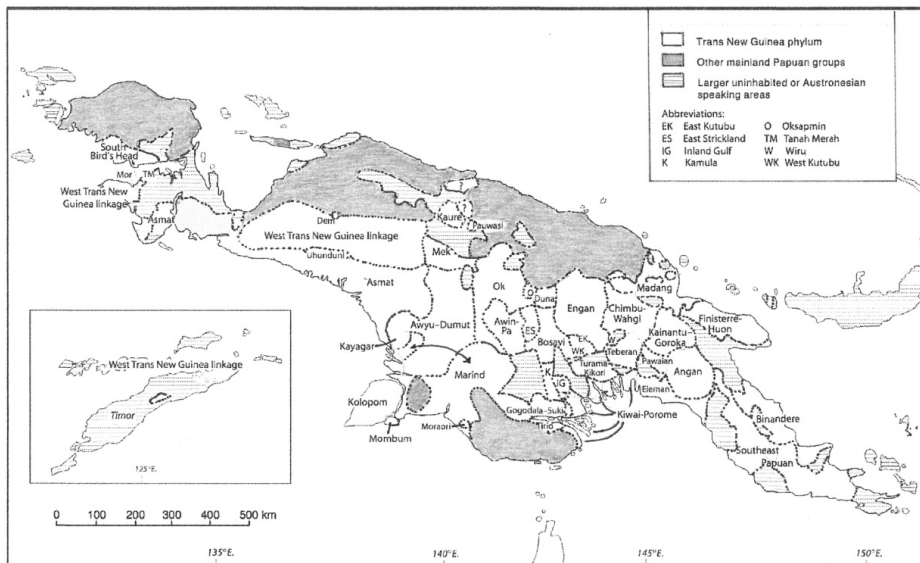 Trans New Guinea phylum
Other mainland Papuan groups
Larger uninhabited or Austronesian
speaking areas
Abbreviations:
EK East Kutubu O Oksapmin
ES East Strickland TM Tanah Merah
IG Inland Gulf W Wiru
K Kamula WK West Kutubu
South
Bird's Head
Mor TM
West Trans New
Guinea linkage
Asmat
Dem
West Trans New Guinea linkage
Uhunduni
Kaure
?
Pauwasi
Mek
Asmat
Ok
O
Duna
Engan
Chimbu-
Wahgi
Madang
Finisterre-
Huon
Kainantu-
Goroka
Awyu-Dumut
Awin-
Pa
ES
Bosavi
EK
WK
W
Teberan
Pawaian
Angan
Kayagar
Marind
K
IG
Turama-
Kikori
Eleman
Kolopom
Gogodala-Suki
Kiwai-Porome
Tirio
Moraori
Mombum
Binandere
Southeast
Papuan
West Trans New Guinea linkage
Timor
125°E.
0 100 200 300 400 500 km
135°E. 140°E. 145°E. 150°E.